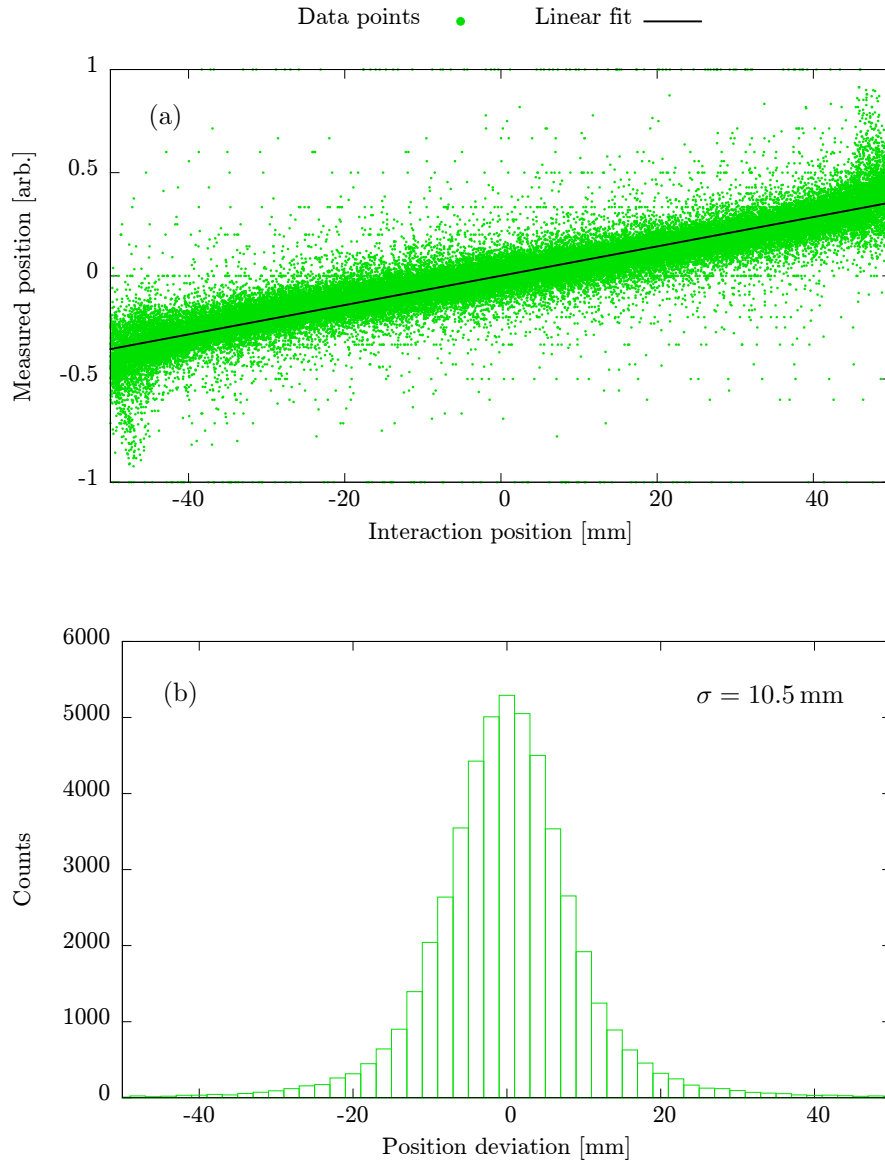 Data points Linear fit
(a)
1
0.5
0
-0.5
-1
Measured position [arb.]
-40 -20 0 20 40
Interaction position [mm]
(b)
σ = 10.5 mm
6000
5000
4000
3000
2000
1000
0
Counts
-40 -20 0 20 40
Position deviation [mm]